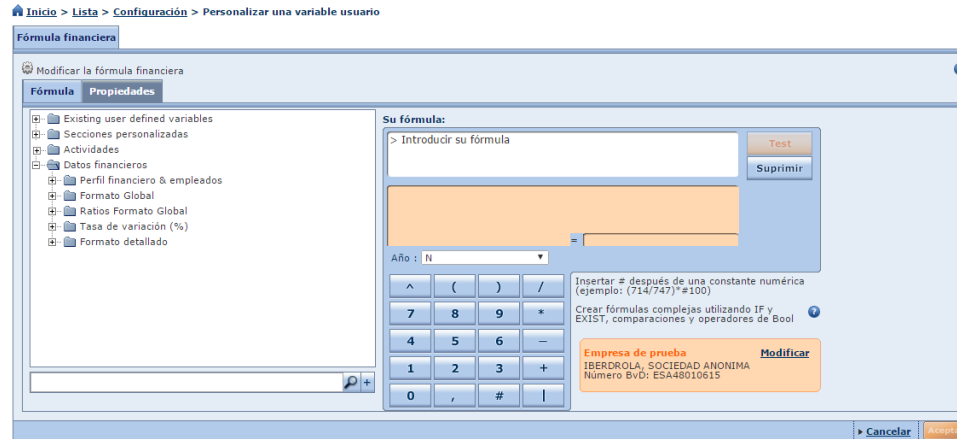 Inicio > Lista > Configuración > Personalizar una variable usuario
Fórmula financiera
Modificar la fórmula financiera
Fórmula Propiedades
Existing user defined variables
Secciones personalizadas
Actividades
Datos financieros
Perfil financiero & empleados
Formato Global
Ratios Formato Global
Tasa de variación (%)
Formato detallado
+
Su fórmula:
> Introducir su fórmula
Test
Suprimir
=
Año : N
^ ( ) /
7 8 9 *
4 5 6 —
1 2 3 +
0 , # |
Insertar # después de una constante numérica
(ejemplo: (714/747)*#100)
Crear fórmulas complejas utilizando IF y
EXIST, comparaciones y operadores de Bool ?
Empresa de prueba Modificar
IBERDROLA, SOCIEDAD ANONIMA
Número BvD: ESA48010615
Cancelar